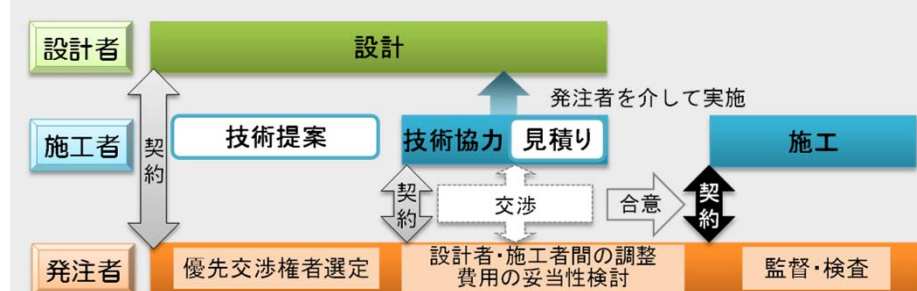 設計者
設計
発注者を介して実施
施工者
契約
技術提案
技術協力
見積り
施工
契約
交渉
合意
契約
発注者
優先交渉権者選定
設計者・施工者間の調整
費用の妥当性検討
監督・検査